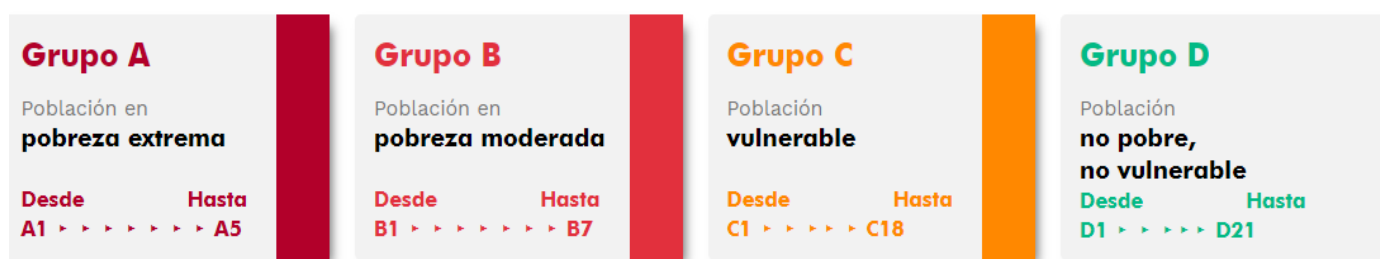 Grupo A
Población en
pobreza extrema
Desde Hasta
A1 A5
Grupo B
Población en
pobreza moderada
Desde Hasta
B1 B7
Grupo C
Población
vulnerable
Desde Hasta
C1 C18
Grupo D
Población
no pobre,
no vulnerable
Desde Hasta
D1 D21